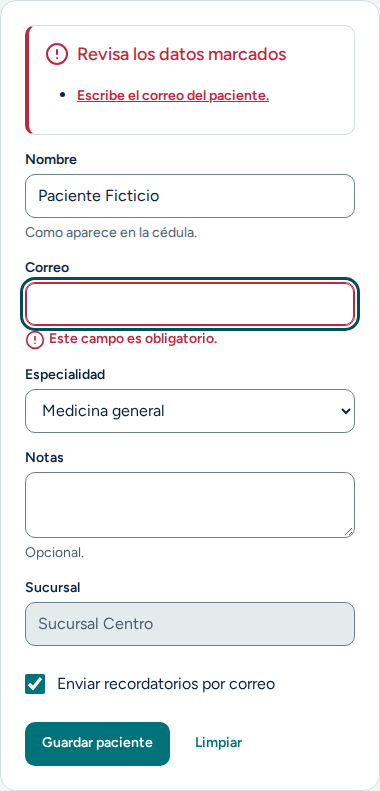 Revisa los datos marcados
Escribe el correo del paciente.
Nombre
Paciente Ficticio
Como aparece en la cédula.
Correo
Este campo es obligatorio.
Especialidad
Medicina general
Notas
Opcional.
Sucursal
Sucursal Centro
Enviar recordatorios por correo
Guardar paciente Limpiar